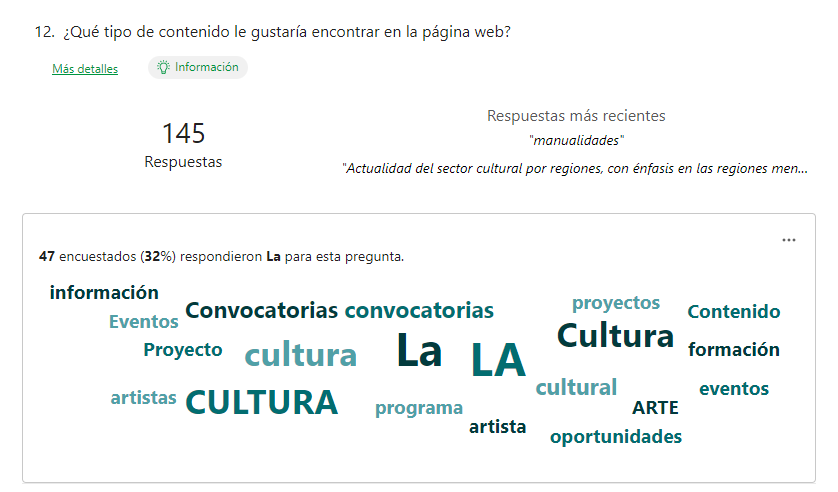 12. ¿Qué tipo de contenido le gustaría encontrar en la página web?
Más detalles
Información
145
Respuestas
Respuestas más recientes
"manualidades"
"Actualidad del sector cultural por regiones, con énfasis en las regiones men...
47 encuestados (32%) respondieron La para esta pregunta.
información
Eventos
Convocatorias convocatorias
proyectos
Contenido
Proyecto
cultura
La
LA
Cultura
formación
artistas
CULTURA
programa
artista
cultural
ARTE
eventos
oportunidades